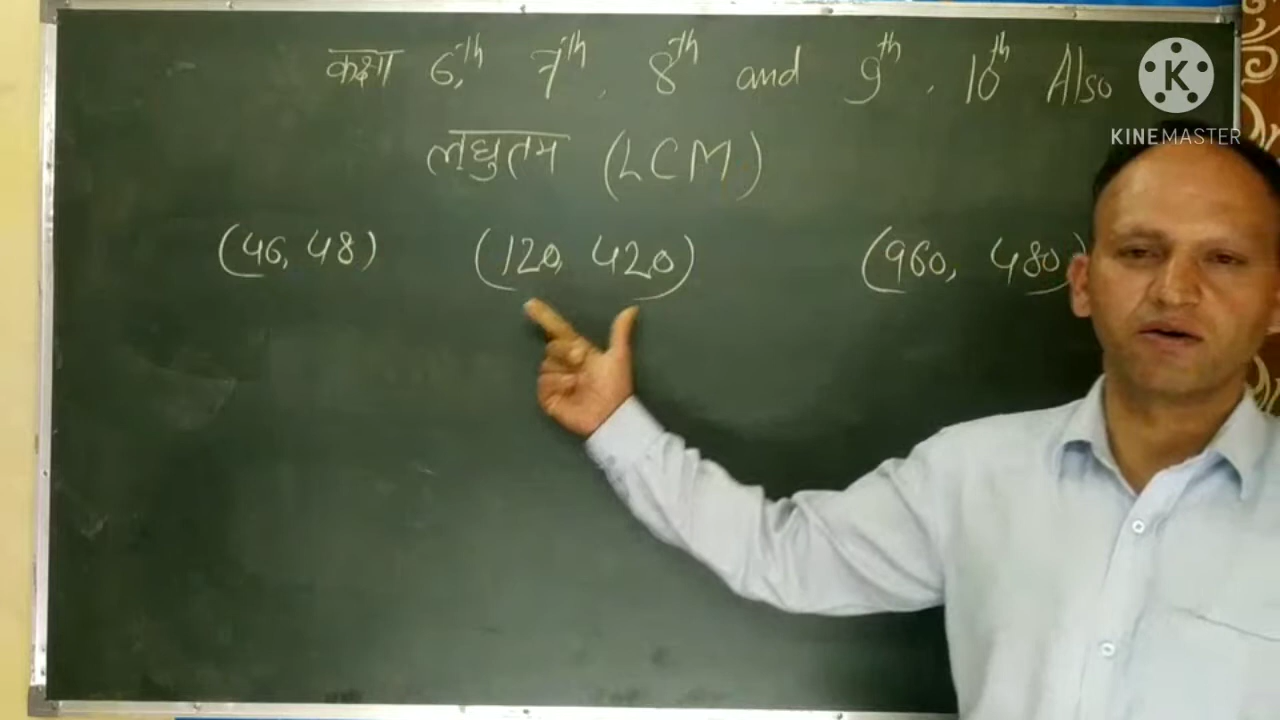 कक्षा 6th, 7th, 8th and 9th, 10th Also
लघुतम (LCM)
(46, 48) (120, 420) (960, 480)
KINEMASTER